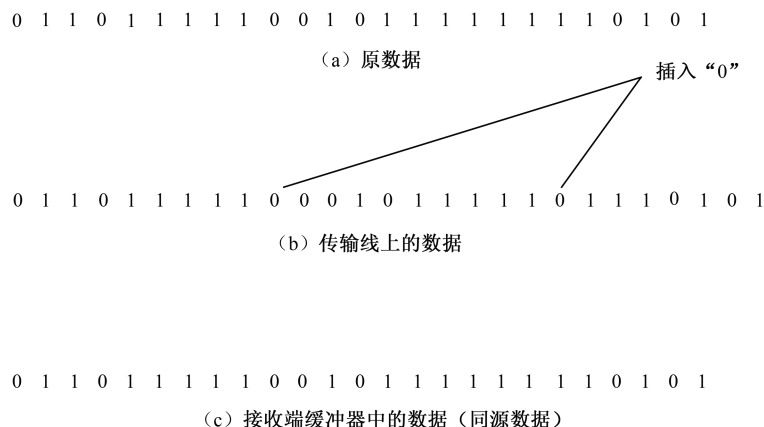 0 1 1 0 1 1 1 1 1 0 0 1 0 1 1 1 1 1 1 1 1 0 1 0 1
（a）原数据
插入“0”
0 1 1 0 1 1 1 1 1 0 0 0 1 0 1 1 1 1 1 0 1 1 1 0 1 0 1
（b）传输线上的数据
0 1 1 0 1 1 1 1 1 0 0 1 0 1 1 1 1 1 1 1 1 0 1 0 1
（c）接收端缓冲器中的数据（同源数据）